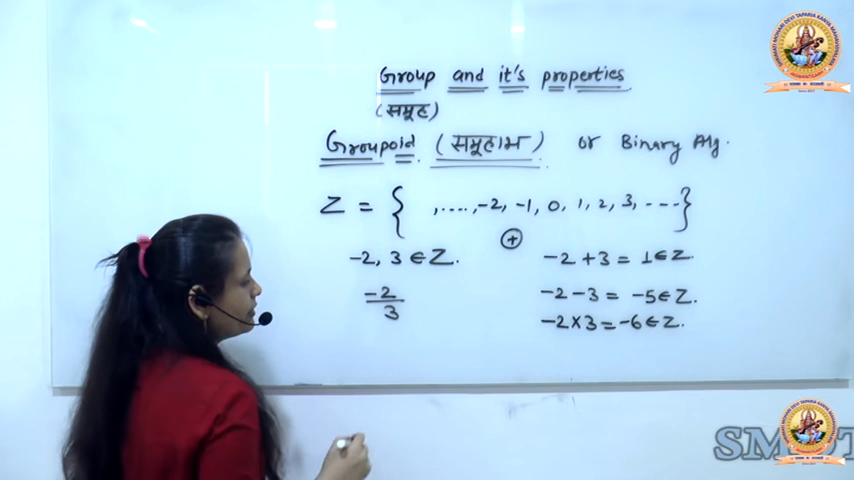 Group and it's properties
(समूह)
Groupoid (समूहाभ) or Binary Alg.
Z = { ,...., -2, -1, 0, 1, 2, 3, ---- }
⊕
-2, 3 ∈ Z. -2 + 3 = 1 ∈ Z.
-2 - 3 = -5 ∈ Z.
-2/3
-2 × 3 = -6 ∈ Z.